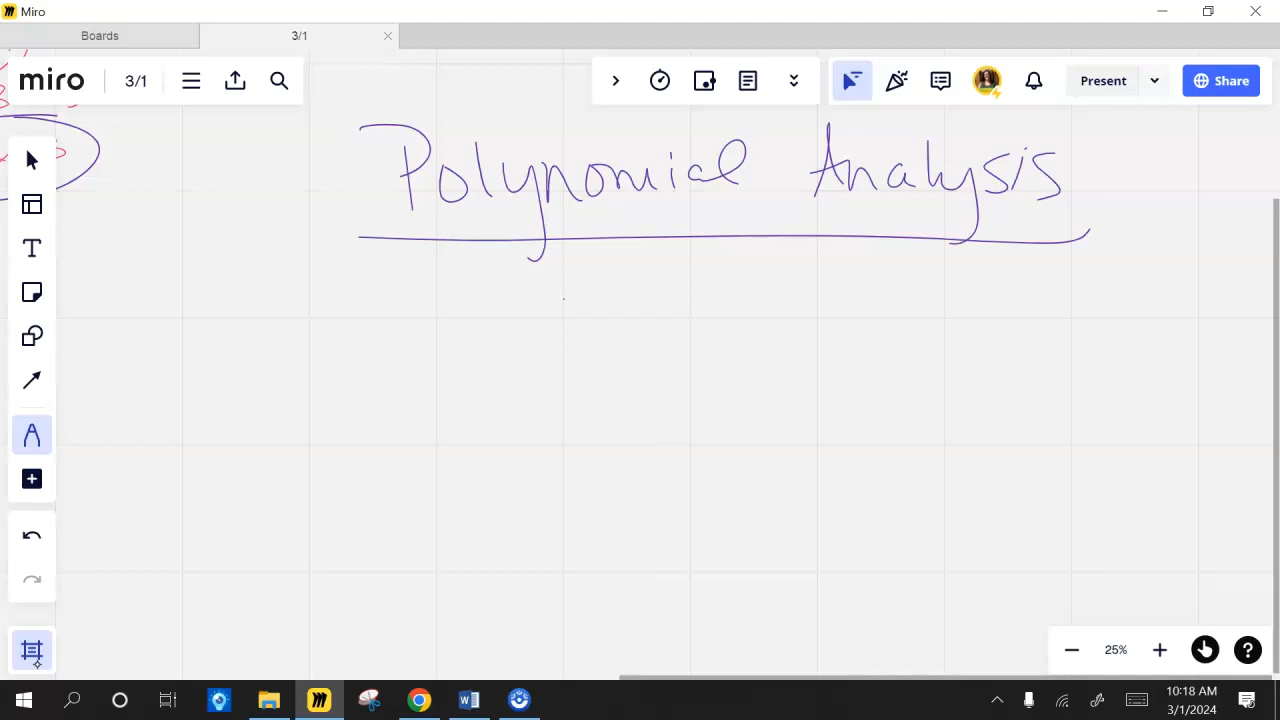 Miro
Boards
3/1
miro
3/1
Present
Share
Polynomial Analysis
25%
10:18 AM
3/1/2024